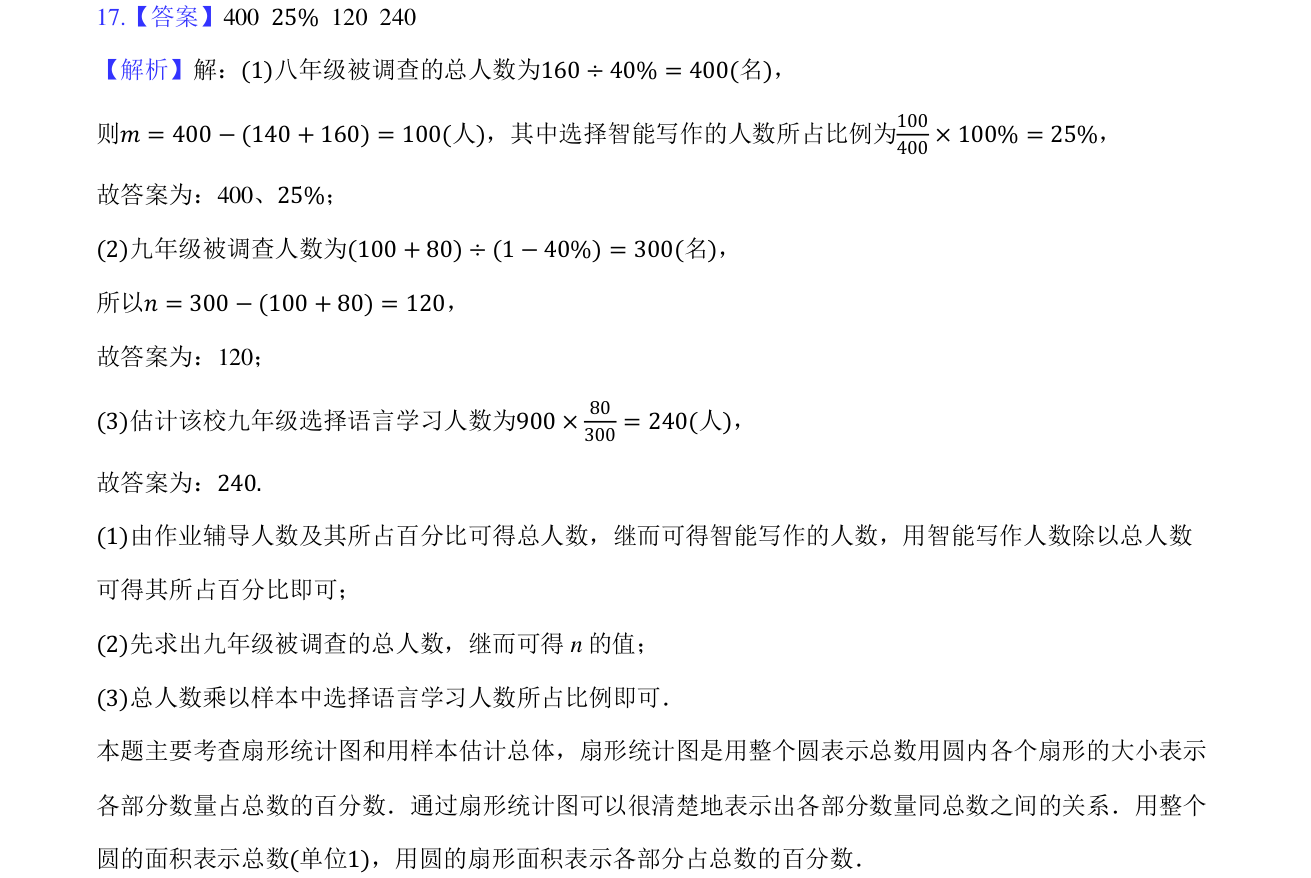 17.【答案】400 25% 120 240
【解析】解：(1)八年级被调查的总人数为160÷40%=400(名)，
则m=400−(140+160)=100(人)，其中选择智能写作的人数所占比例为100/400×100%=25%，
故答案为：400、25%；
(2)九年级被调查人数为(100+80)÷(1−40%)=300(名)，
所以n=300−(100+80)=120，
故答案为：120；
(3)估计该校九年级选择语言学习人数为900×80/300=240(人)，
故答案为：240.
(1)由作业辅导人数及其所占百分比可得总人数，继而可得智能写作的人数，用智能写作人数除以总人数
可得其所占百分比即可；
(2)先求出九年级被调查的总人数，继而可得 n 的值；
(3)总人数乘以样本中选择语言学习人数所占比例即可．
本题主要考查扇形统计图和用样本估计总体，扇形统计图是用整个圆表示总数用圆内各个扇形的大小表示
各部分数量占总数的百分数．通过扇形统计图可以很清楚地表示出各部分数量同总数之间的关系．用整个
圆的面积表示总数(单位1)，用圆的扇形面积表示各部分占总数的百分数．